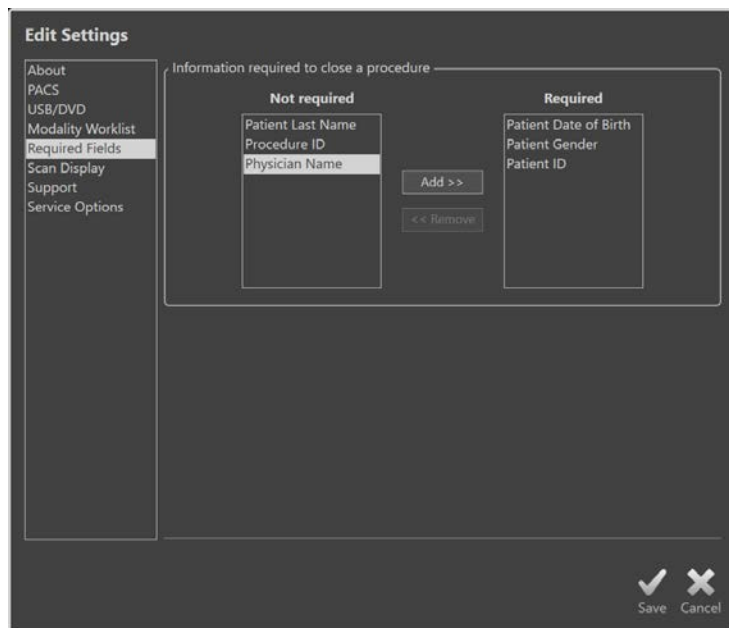 Edit Settings
About
PACS
USB/DVD
Modality Worklist
Required Fields
Scan Display
Support
Service Options
Information required to close a procedure
Not required
Patient Last Name
Procedure ID
Physician Name
Add >>
<< Remove
Required
Patient Date of Birth
Patient Gender
Patient ID
Save
Cancel